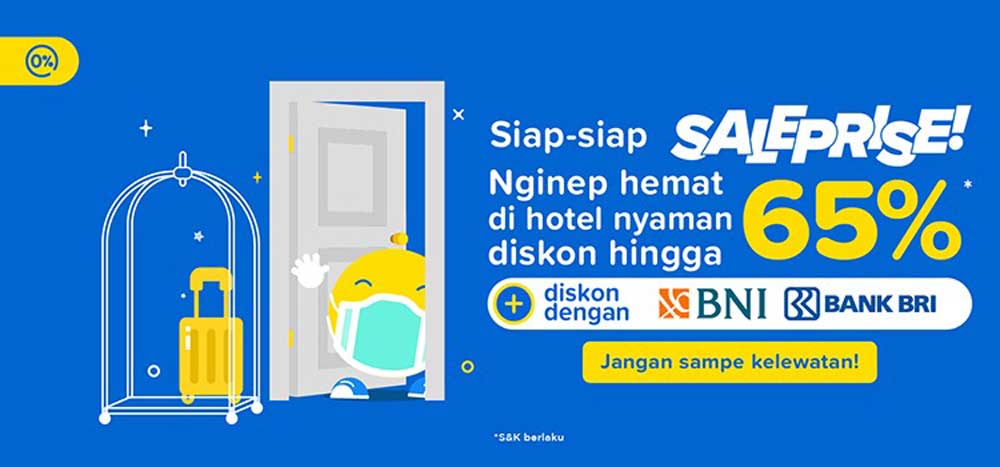 0%
Siap-siap SALEPRISE!
Nginep hemat
di hotel nyaman
diskon hingga
65%*
+ diskon
dengan
BNI BANK BRI
Jangan sampe kelewatan!
*S&K berlaku